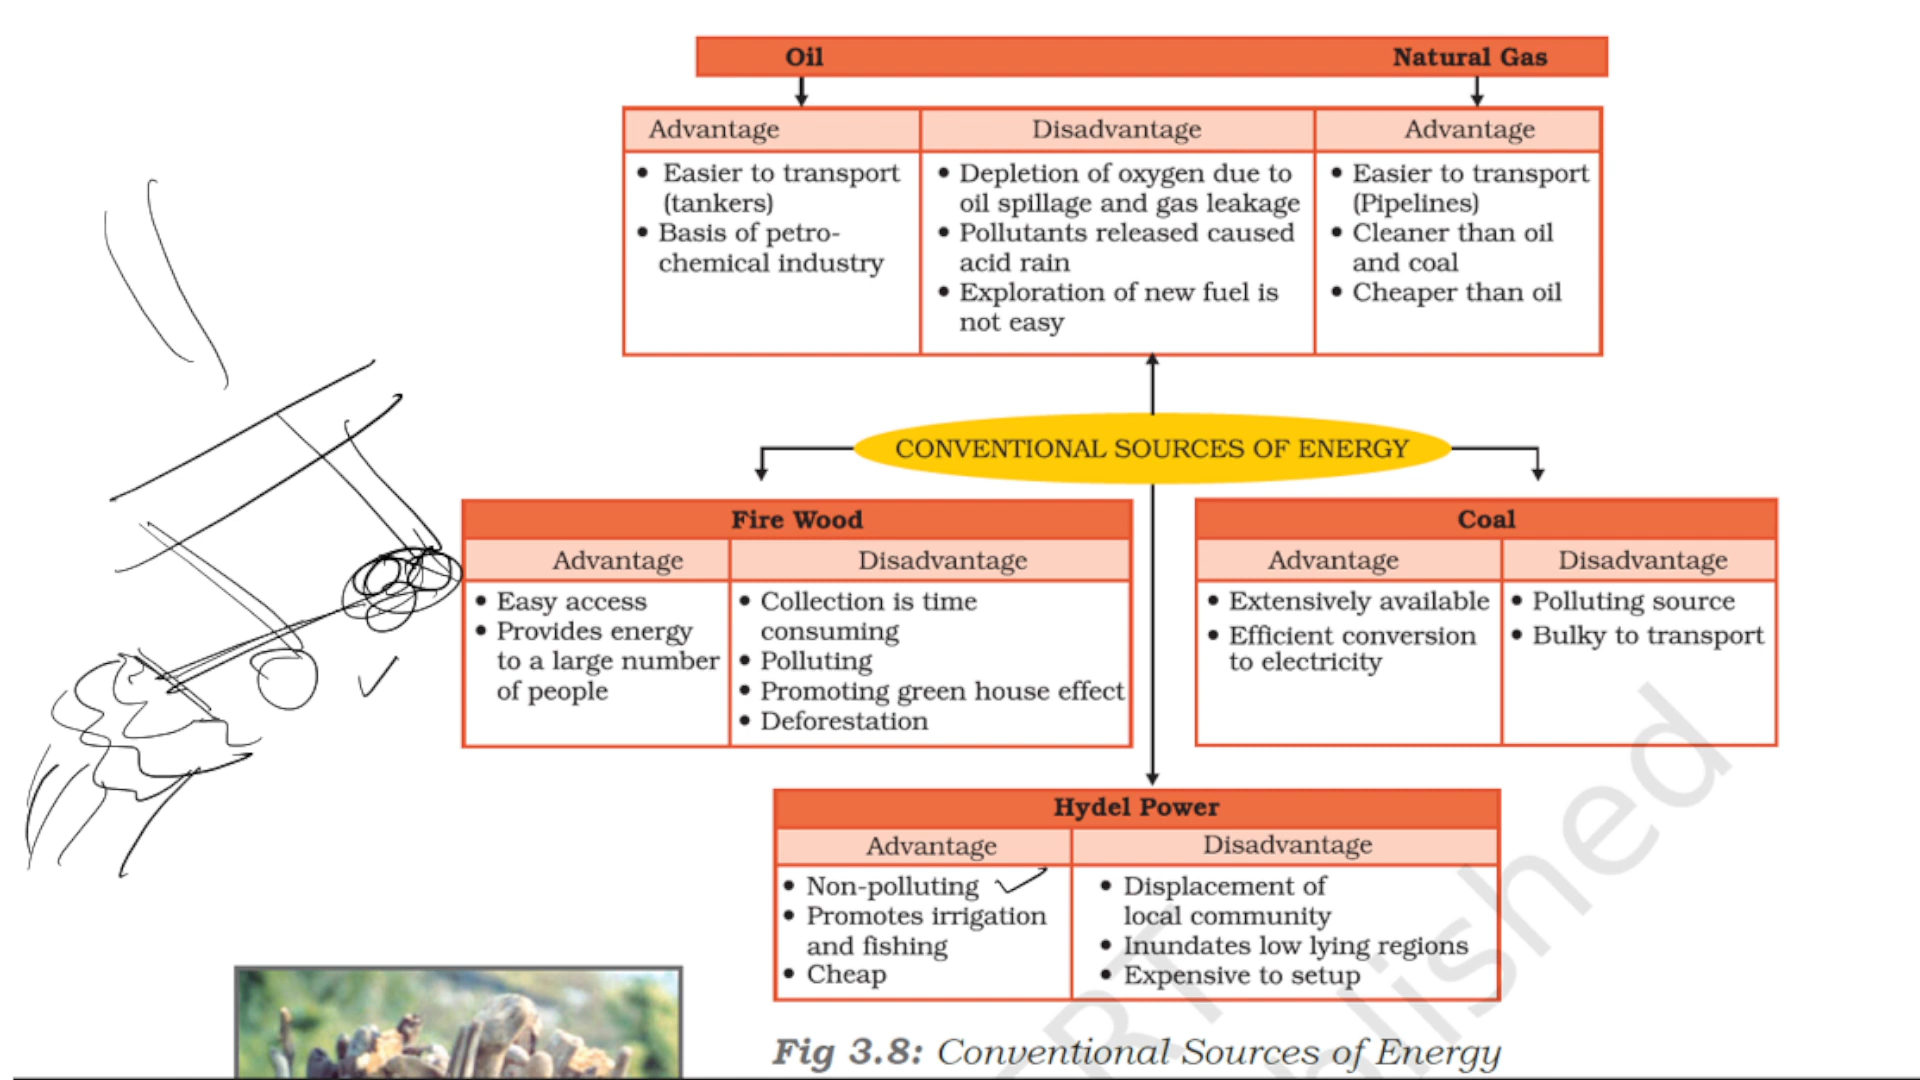 Oil Natural Gas
Advantage Disadvantage Advantage
• Easier to transport
(tankers)
• Basis of petro-
chemical industry
• Depletion of oxygen due to
oil spillage and gas leakage
• Pollutants released caused
acid rain
• Exploration of new fuel is
not easy
• Easier to transport
(Pipelines)
• Cleaner than oil
and coal
• Cheaper than oil
CONVENTIONAL SOURCES OF ENERGY
Fire Wood
Advantage Disadvantage
• Easy access
• Provides energy
to a large number
of people
• Collection is time
consuming
• Polluting
• Promoting green house effect
• Deforestation
Coal
Advantage Disadvantage
• Extensively available
• Efficient conversion
to electricity
• Polluting source
• Bulky to transport
Hydel Power
Advantage Disadvantage
• Non-polluting
• Promotes irrigation
and fishing
• Cheap
• Displacement of
local community
• Inundates low lying regions
• Expensive to setup
Fig 3.8: Conventional Sources of Energy